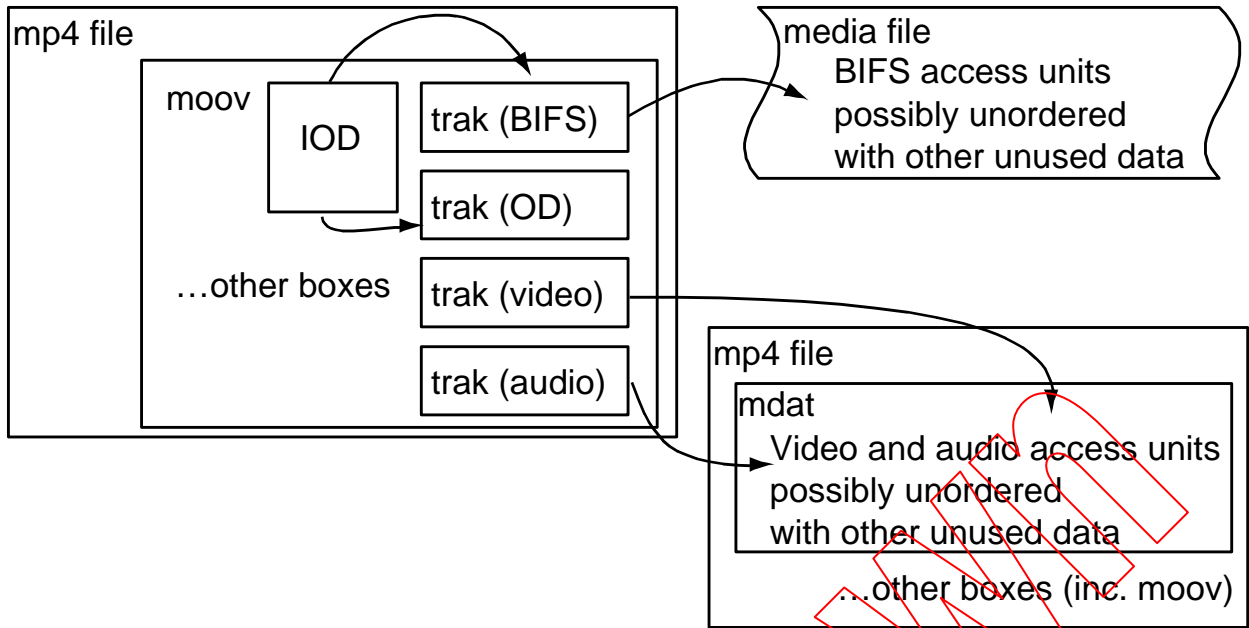 mp4 file
moov
IOD
trak (BIFS)
trak (OD)
…other boxes
trak (video)
trak (audio)
media file
BIFS access units
possibly unordered
with other unused data
mp4 file
mdat
Video and audio access units
possibly unordered
with other unused data
…other boxes (inc. moov)